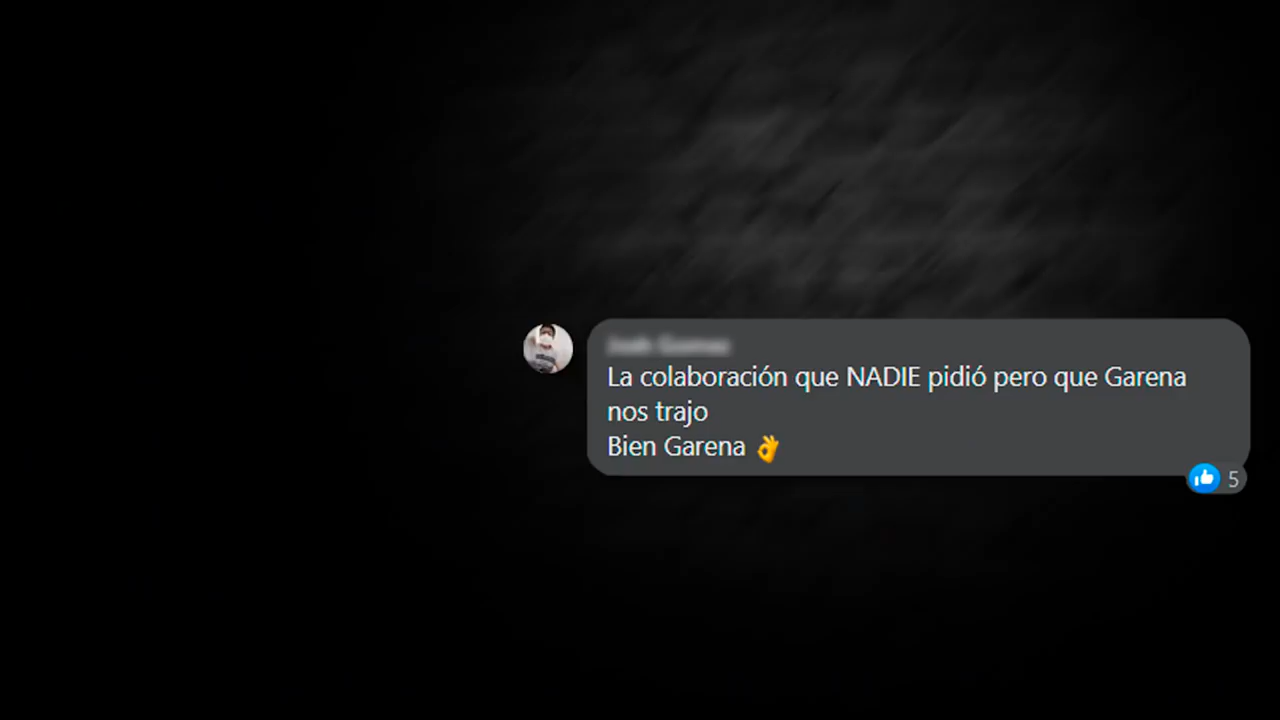 La colaboración que NADIE pidió pero que Garena
nos trajo
Bien Garena 👌
5